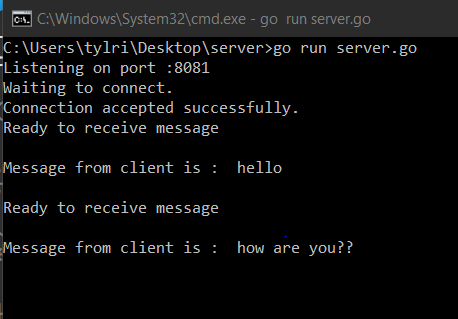 C:\Windows\System32\cmd.exe - go  run server.go
C:\Users\tylri\Desktop\server>go run server.go
Listening on port :8081
Waiting to connect.
Connection accepted successfully.
Ready to receive message
Message from client is :  hello
Ready to receive message
Message from client is :  how are you??